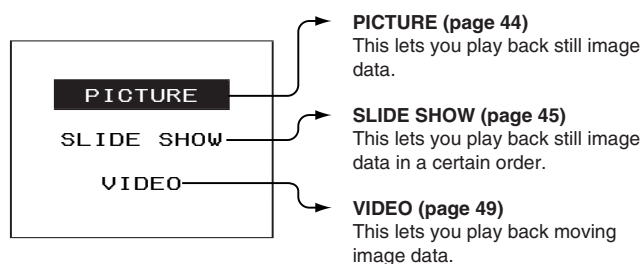 PICTURE
SLIDE SHOW
VIDEO
PICTURE (page 44)
This lets you play back still image
data.
SLIDE SHOW (page 45)
This lets you play back still image
data in a certain order.
VIDEO (page 49)
This lets you play back moving
image data.